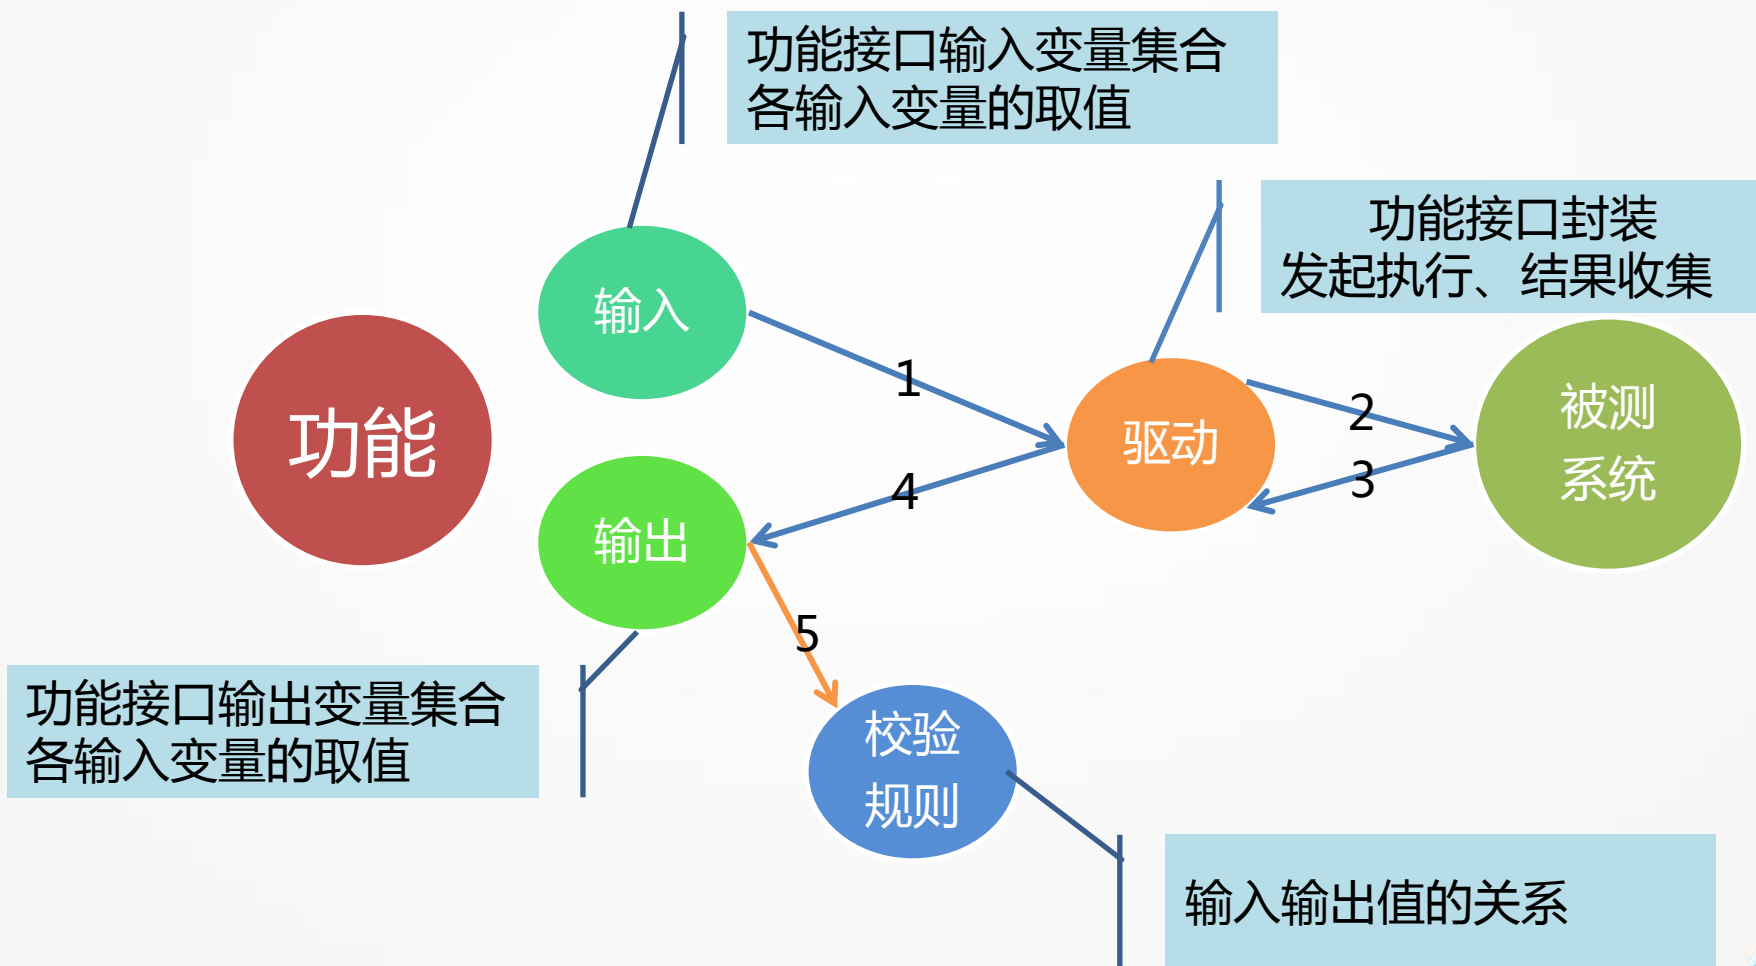 功能接口输入变量集合
各输入变量的取值
功能接口封装
发起执行、结果收集
输入
1
功能
驱动
2
被测
系统
3
4
输出
5
功能接口输出变量集合
各输入变量的取值
校验
规则
输入输出值的关系